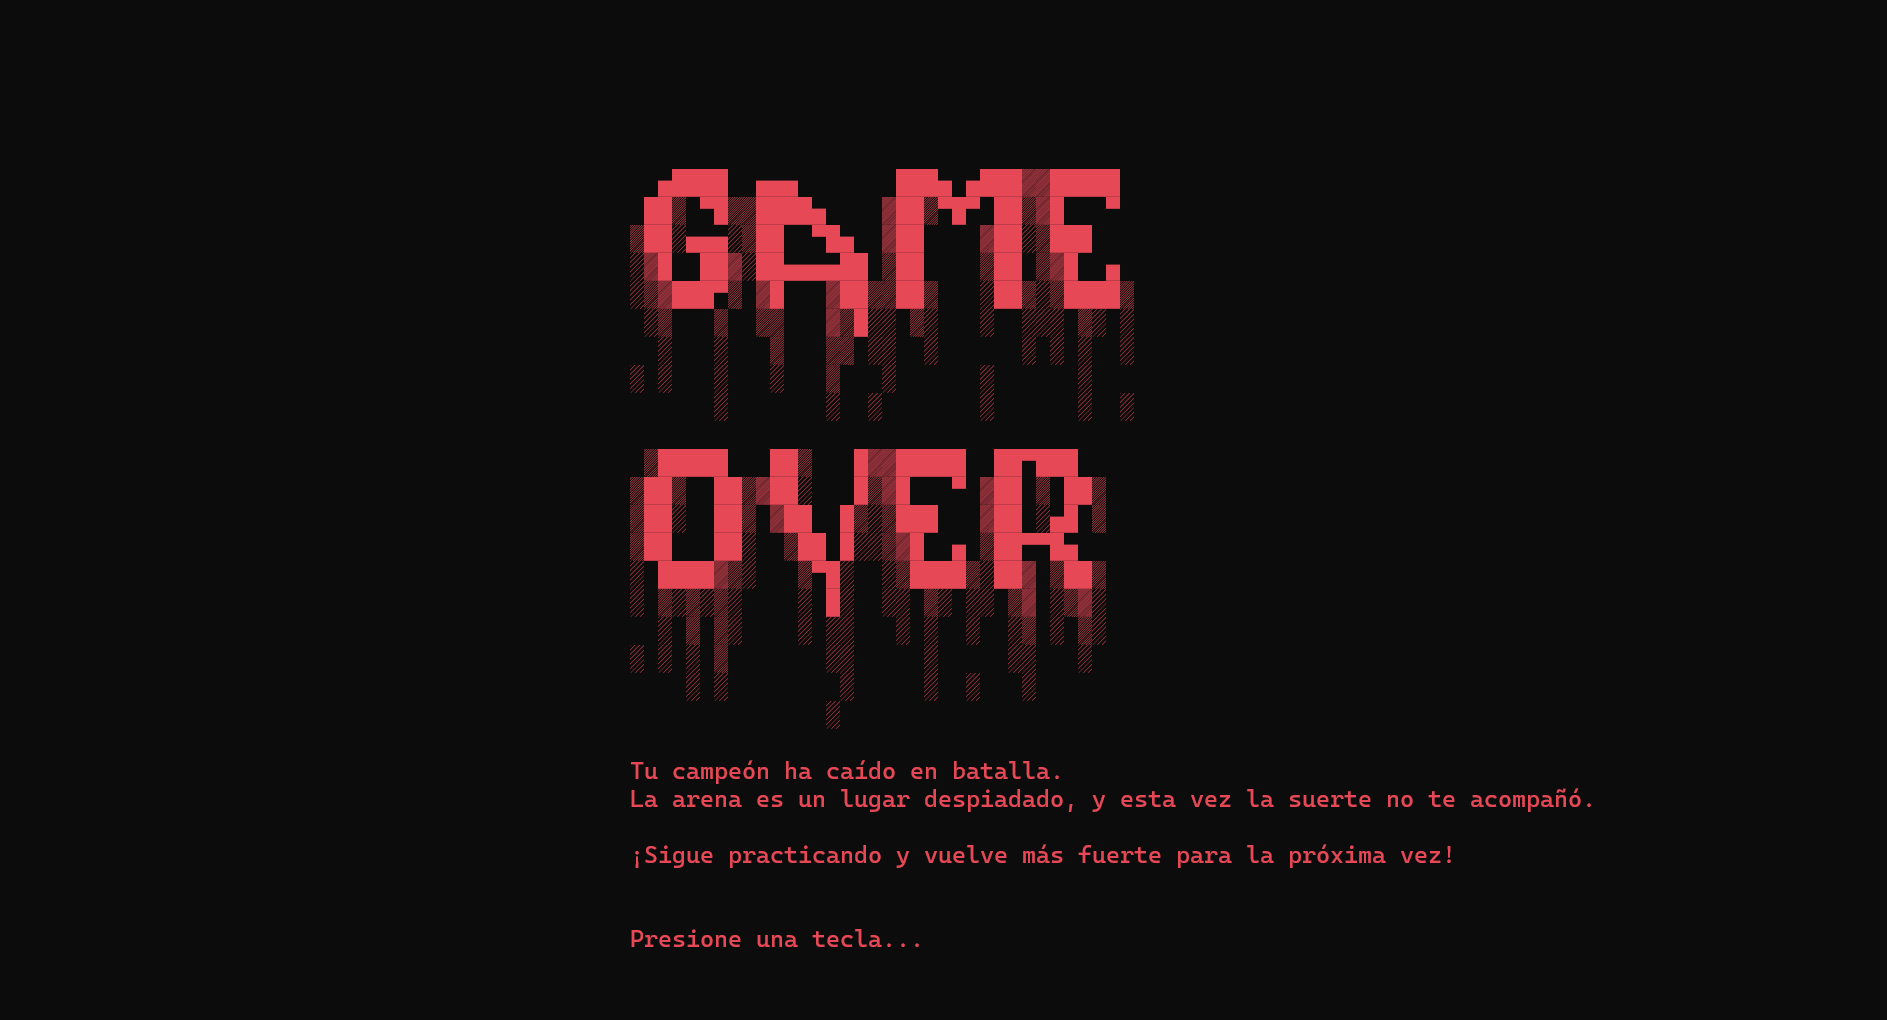 GAME
OVER
Tu campeón ha caído en batalla.
La arena es un lugar despiadado, y esta vez la suerte no te acompañó.
¡Sigue practicando y vuelve más fuerte para la próxima vez!
Presione una tecla...